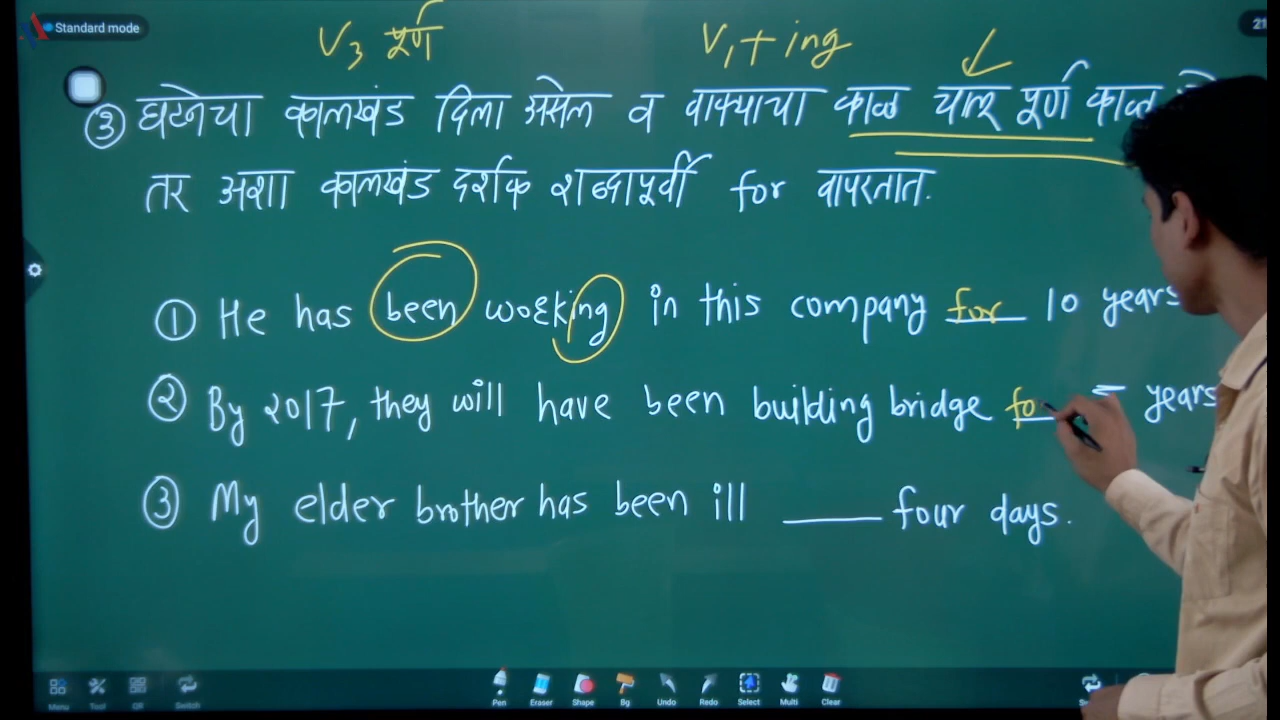 Standard mode
V3 पूर्ण V1 + ing
③ घटनेचा कालखंड दिला असेल व वाक्याचा काळ चालू पूर्ण काळ
तर अशा कालखंड दर्शक शब्दापूर्वी for वापरतात.
① He has been working in this company for 10 years
② By 2017, they will have been building bridge fo years
③ My elder brother has been ill ____ four days.
Menu Tool QR Switch Pen Eraser Shape Bg Undo Redo Select Multi Clear